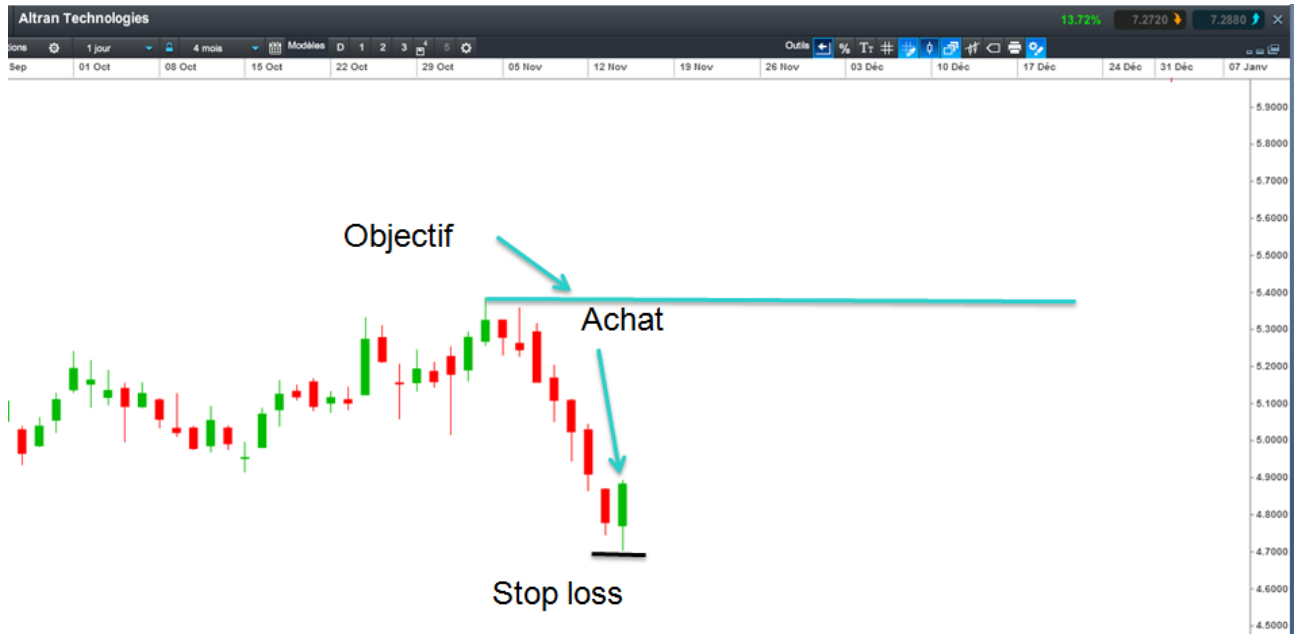 Altran Technologies 13.72% 7.2720 7.2880
ions 1 jour 4 mois Modèles D 1 2 3 4 5 Outils % TT
Sep 01 Oct 08 Oct 15 Oct 22 Oct 29 Oct 05 Nov 12 Nov 19 Nov 26 Nov 03 Déc 10 Déc 17 Déc 24 Déc 31 Déc 07 Janv
5.9000
5.8000
5.7000
5.6000
Objectif
5.5000
5.4000
Achat
5.3000
5.2000
5.1000
5.0000
4.9000
4.8000
4.7000
Stop loss
4.6000
4.5000